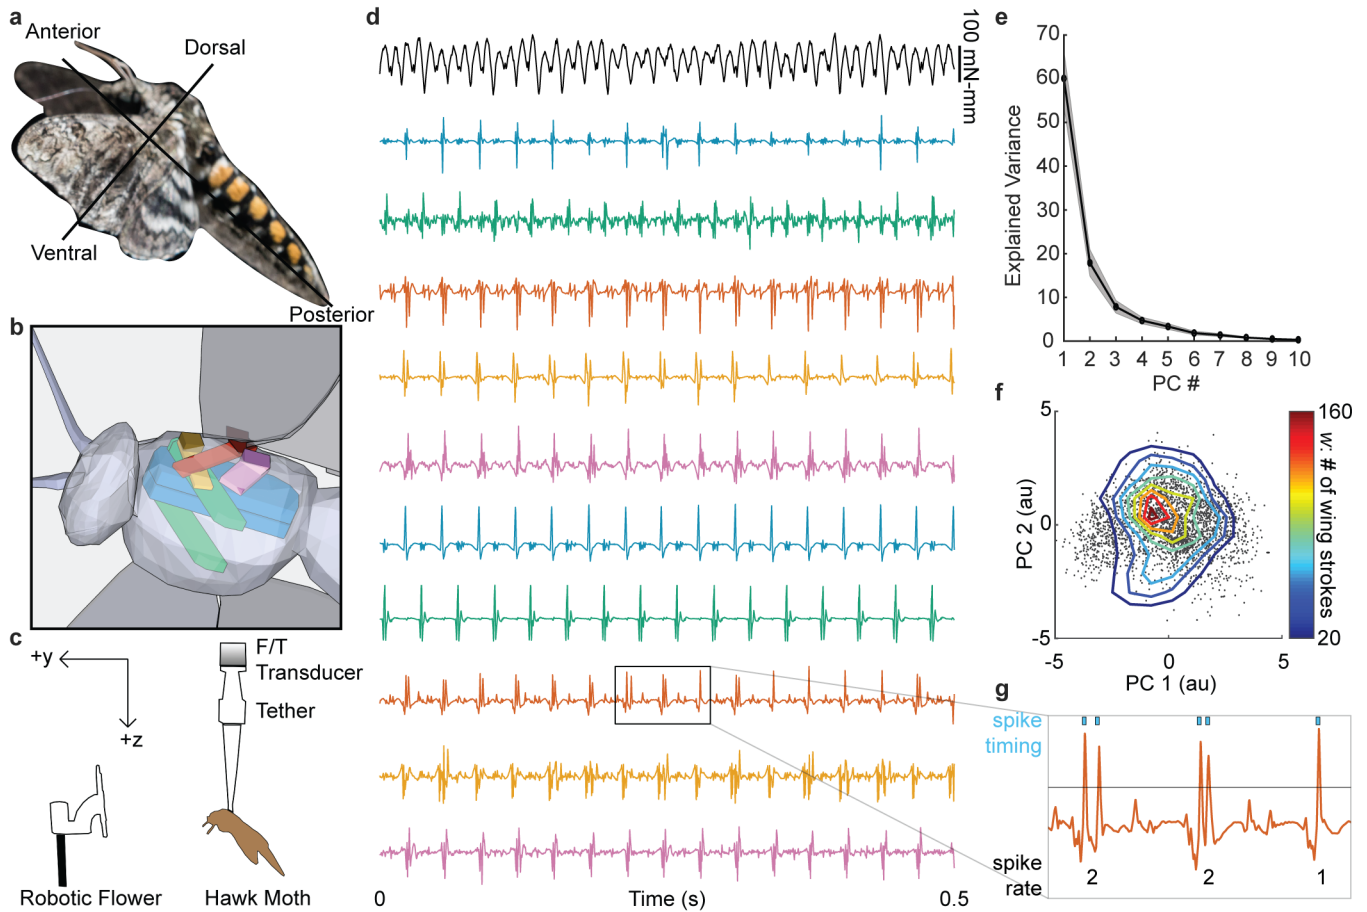 a
Anterior
Dorsal
Ventral
Posterior
b
c
+y
+z
F/T
Transducer
Tether
Robotic Flower
Hawk Moth
d
100 mN-mm
0
Time (s)
0.5
e
Explained Variance
70
60
50
40
30
20
10
0
1 2 3 4 5 6 7 8 9 10
PC #
f
PC 2 (au)
5
0
-5
-5 0 5
PC 1 (au)
160
w: # of wing strokes
20
g
spike
timing
spike
rate
2 2 1